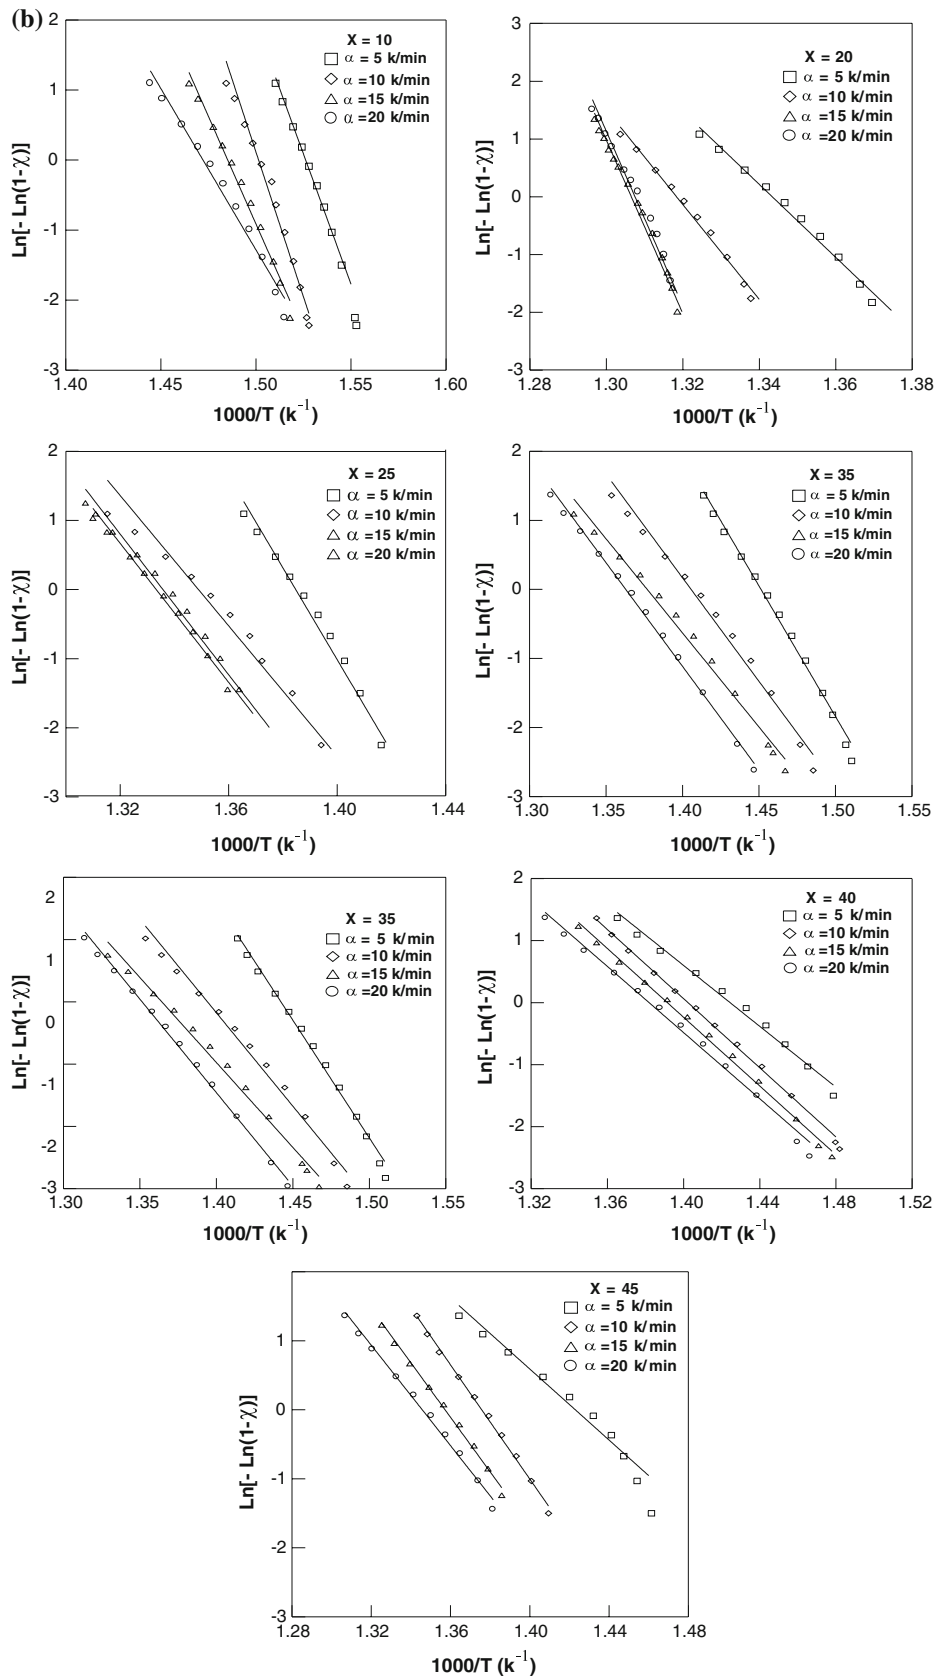 (b)
2
1
0
-1
-2
-3
1.40
1.45
1.50
1.55
1.60
X = 10
α = 5 k/min
α =10 k/min
α =15 k/min
α =20 k/min
Ln[- Ln(1-χ)]
1000/T (k⁻¹)
3
2
1
0
-1
-2
-3
1.28
1.30
1.32
1.34
1.36
1.38
X = 20
α = 5 k/min
α =10 k/min
α =15 k/min
α =20 k/min
Ln[- Ln(1-χ)]
1000/T (k⁻¹)
2
1
0
-1
-2
-3
1.32
1.36
1.40
1.44
X = 25
α = 5 k/min
α =10 k/min
α =15 k/min
α =20 k/min
Ln[- Ln(1-χ)]
1000/T (k⁻¹)
2
1
0
-1
-2
-3
1.30
1.35
1.40
1.45
1.50
1.55
X = 35
α = 5 k/min
α =10 k/min
α =15 k/min
α =20 k/min
Ln[- Ln(1-χ)]
1000/T (k⁻¹)
2
1
0
-1
-2
-3
1.30
1.35
1.40
1.45
1.50
1.55
X = 35
α = 5 k/min
α =10 k/min
α =15 k/min
α =20 k/min
Ln[- Ln(1-χ)]
1000/T (k⁻¹)
2
1
0
-1
-2
-3
1.32
1.36
1.40
1.44
1.48
1.52
X = 40
α = 5 k/min
α =10 k/min
α =15 k/min
α =20 k/min
Ln[- Ln(1-χ)]
1000/T (k⁻¹)
1
0
-1
-2
-3
1.28
1.32
1.36
1.40
1.44
1.48
X = 45
α = 5 k/min
α =10 k/min
α =15 k/min
α =20 k/min
Ln[- Ln(1-χ)]
1000/T (k⁻¹)